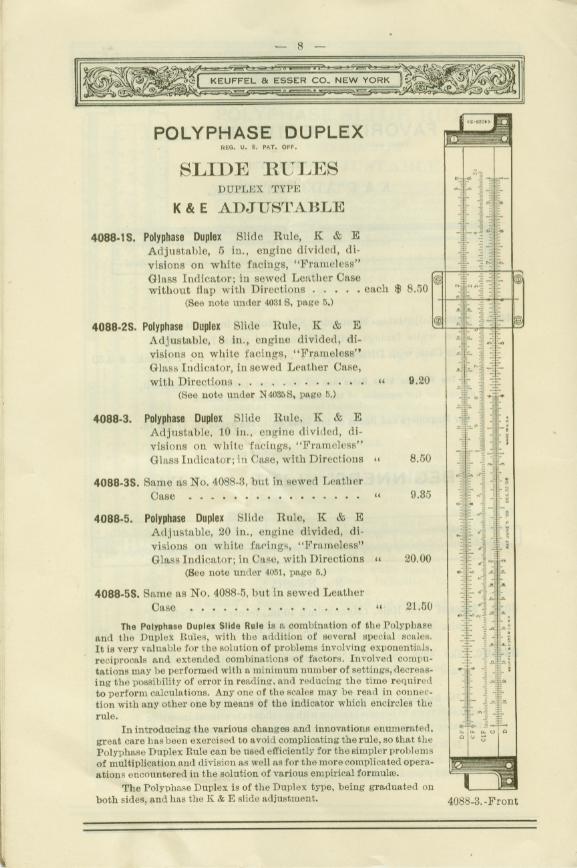 — 8 —
KEUFFEL & ESSER CO., NEW YORK
POLYPHASE DUPLEX
REG. U. S. PAT. OFF.
SLIDE RULES
DUPLEX TYPE
K & E ADJUSTABLE
4088-1S. Polyphase Duplex Slide Rule, K & E
Adjustable, 5 in., engine divided, di-
visions on white facings, "Frameless"
Glass Indicator; in sewed Leather Case
without flap with Directions . . . . . each $ 8.50
(See note under 4031 S, page 5.)
4088-2S. Polyphase Duplex Slide Rule, K & E
Adjustable, 8 in., engine divided, di-
visions on white facings, "Frameless"
Glass Indicator, in sewed Leather Case,
with Directions . . . . . . . . . . . . " 9.20
(See note under N4035S, page 5.)
4088-3. Polyphase Duplex Slide Rule, K & E
Adjustable, 10 in., engine divided, di-
visions on white facings, "Frameless"
Glass Indicator; in Case, with Directions " 8.50
4088-3S. Same as No. 4088-3, but in sewed Leather
Case . . . . . . . . . . . . . . . . " 9.35
4088-5. Polyphase Duplex Slide Rule, K & E
Adjustable, 20 in., engine divided, di-
visions on white facings, "Frameless"
Glass Indicator; in Case, with Directions " 20.00
(See note under 4051, page 5.)
4088-5S. Same as No. 4088-5, but in sewed Leather
Case . . . . . . . . . . . . . . . . " 21.50
The Polyphase Duplex Slide Rule is a combination of the Polyphase
and the Duplex Rules, with the addition of several special scales.
It is very valuable for the solution of problems involving exponentials,
reciprocals and extended combinations of factors. Involved compu-
tations may be performed with a minimum number of settings, decreas-
ing the possibility of error in reading, and reducing the time required
to perform calculations. Any one of the scales may be read in connec-
tion with any other one by means of the indicator which encircles the
rule.
In introducing the various changes and innovations enumerated,
great care has been exercised to avoid complicating the rule, so that the
Polyphase Duplex Rule can be used efficiently for the simpler problems
of multiplication and division as well as for the more complicated opera-
ations encountered in the solution of various empirical formulæ.
The Polyphase Duplex is of the Duplex type, being graduated on
both sides, and has the K & E slide adjustment.
DF CF CIF C D
4088-3.-Front